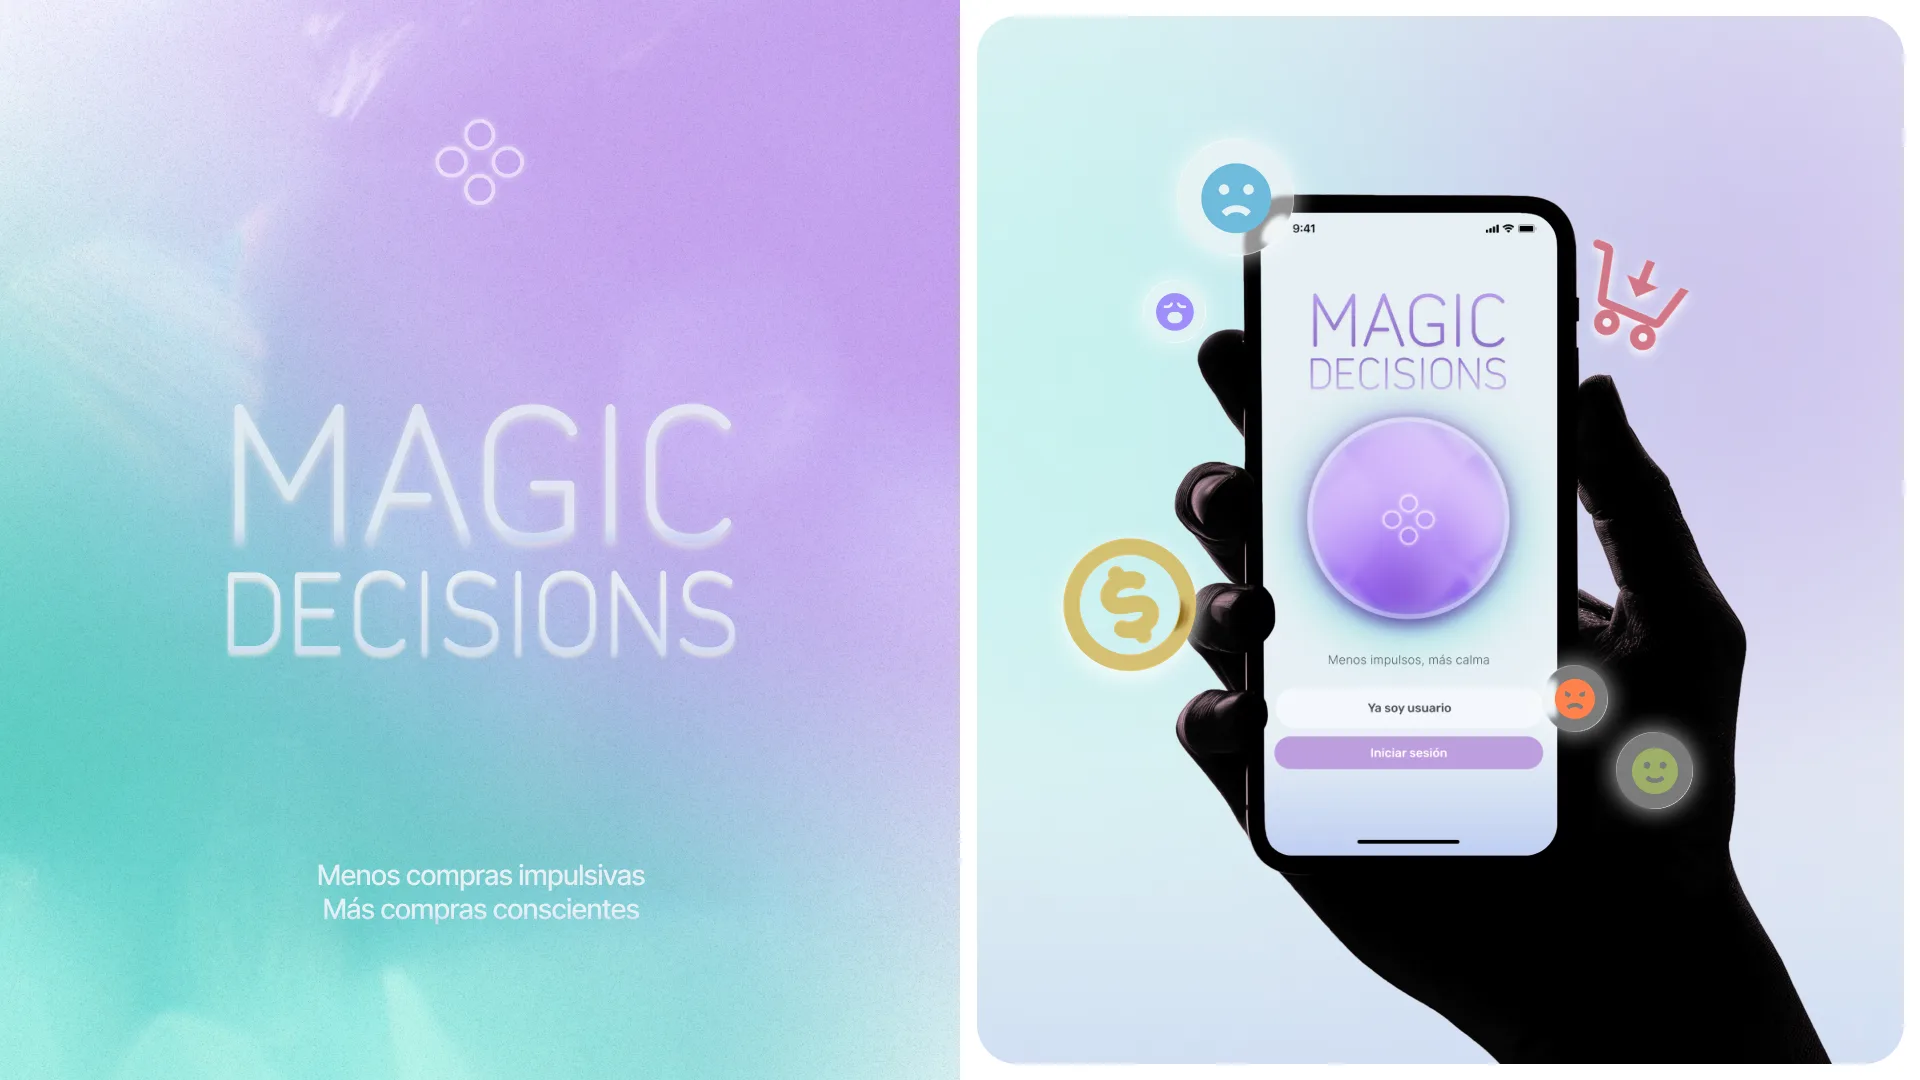 MAGIC
DECISIONS
Menos compras impulsivas
Más compras conscientes
9:41
MAGIC
DECISIONS
Menos impulsos, más calma
Ya soy usuario
Iniciar sesión
$